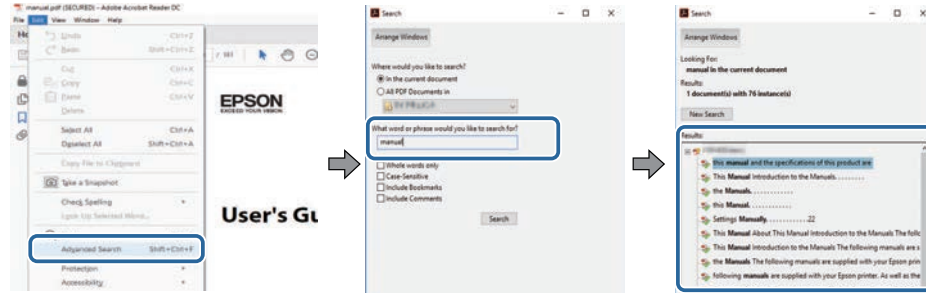 manual.pdf (SECURED) - Adobe Acrobat Reader DC
File Edit View Window Help
Undo Ctrl+Z
Redo Shift+Ctrl+Z
Cut Ctrl+X
Copy Ctrl+C
Paste Ctrl+V
Delete
Select All Ctrl+A
Deselect All Shift+Ctrl+A
Copy File to Clipboard
Take a Snapshot
Check Spelling
Look Up Selected Word...
Advanced Search Shift+Ctrl+F
Protection
Accessibility
/ 181
EPSON
EXCEED YOUR VISION
User's Gu
Search
Arrange Windows
Where would you like to search?
In the current document
All PDF Documents in
What word or phrase would you like to search for?
manual
Whole words only
Case-Sensitive
Include Bookmarks
Include Comments
Search
Search
Arrange Windows
Looking For:
manual in the current document
Results:
1 document(s) with 76 instance(s)
New Search
Results:
this manual and the specifications of this product are
This Manual Introduction to the Manuals.........
the Manuals.............
this Manual.............
Settings Manually.............22
This Manual About This Manual Introduction to the Manuals The follo
This Manual Introduction to the Manuals The following manuals are s
the Manuals The following manuals are supplied with your Epson prin
following manuals are supplied with your Epson printer. As well as the